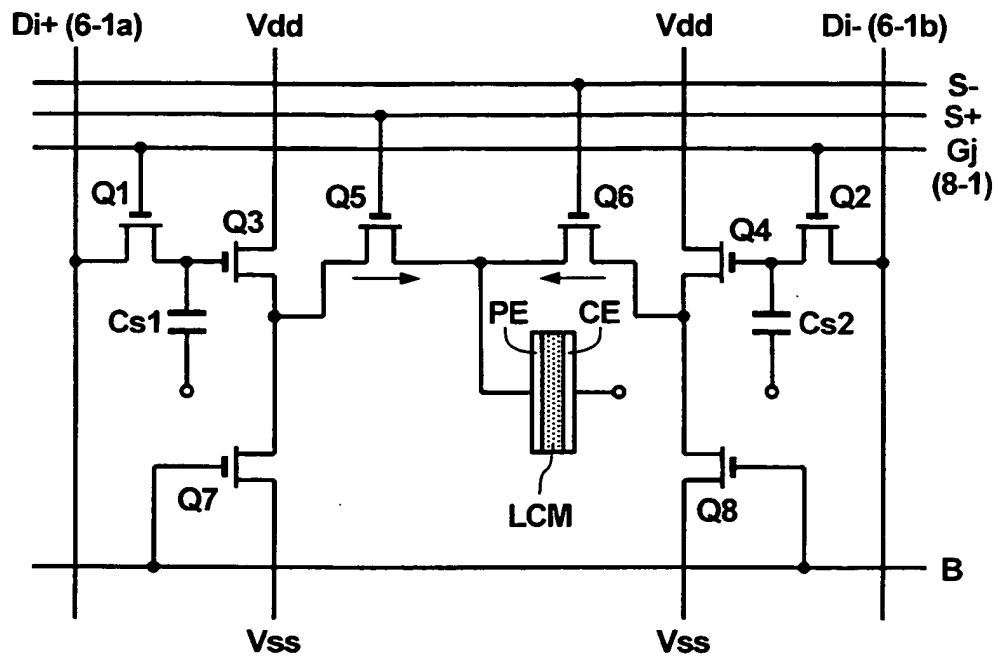 Di+ (6-1a) Vdd Vdd Di- (6-1b)
S-
S+
Gj
(8-1)
Q1 Q5 Q6 Q2
Q3 Q4
Cs1 PE CE Cs2
Q7 LCM Q8
B
Vss Vss